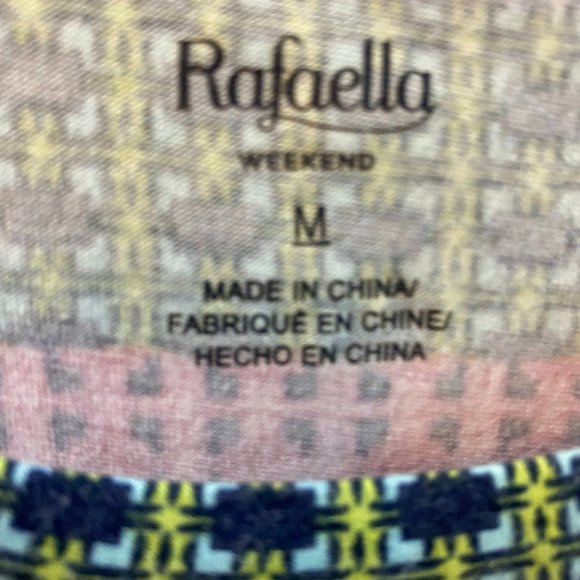 Rafaella
WEEKEND
M
MADE IN CHINA/
FABRIQUÉ EN CHINE/
HECHO EN CHINA